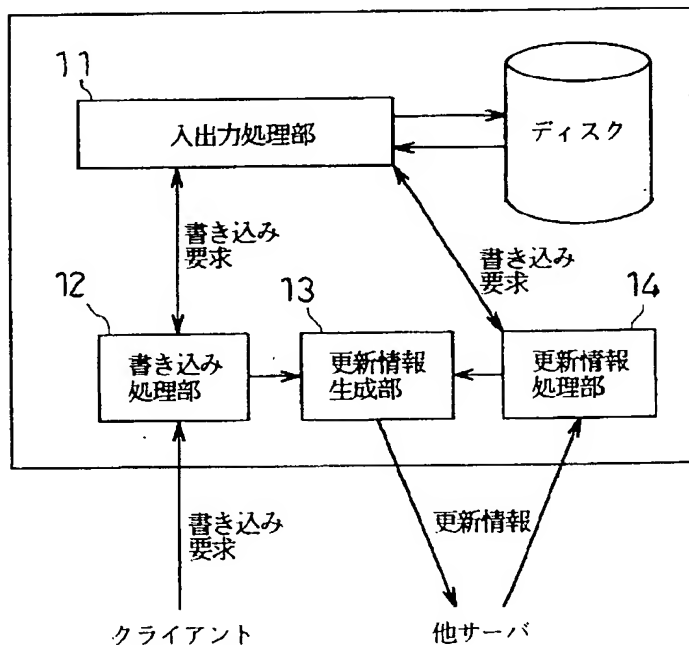 11
入出力処理部
ディスク
書き込み
要求
書き込み
要求
12
13
14
書き込み
処理部
更新情報
生成部
更新情報
処理部
書き込み
要求
更新情報
クライアント
他サーバ